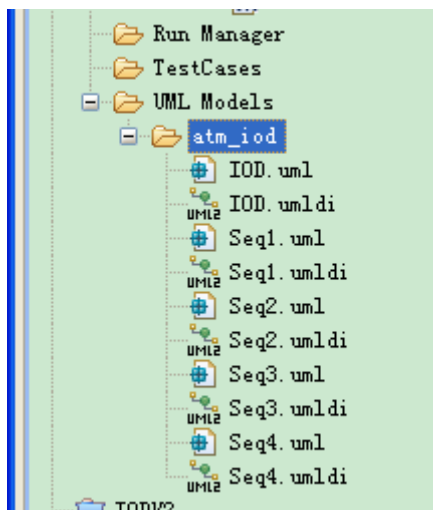 Run Manager
TestCases
UML Models
atm_iod
IOD.uml
UML2 IOD.umldi
Seq1.uml
UML2 Seq1.umldi
Seq2.uml
UML2 Seq2.umldi
Seq3.uml
UML2 Seq3.umldi
Seq4.uml
UML2 Seq4.umldi